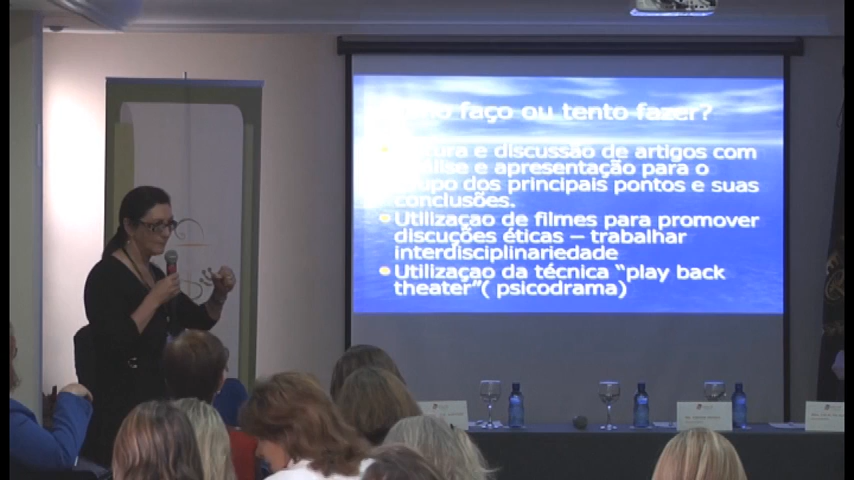 faço ou tento fazer?
e discussão de artigos com
e apresentação para o
dos principais pontos e suas
conclusões.
Utilizaçao de filmes para promover
discuções éticas – trabalhar
interdisciplinariedade
Utilizaçao da técnica “play back
theater”( psicodrama)